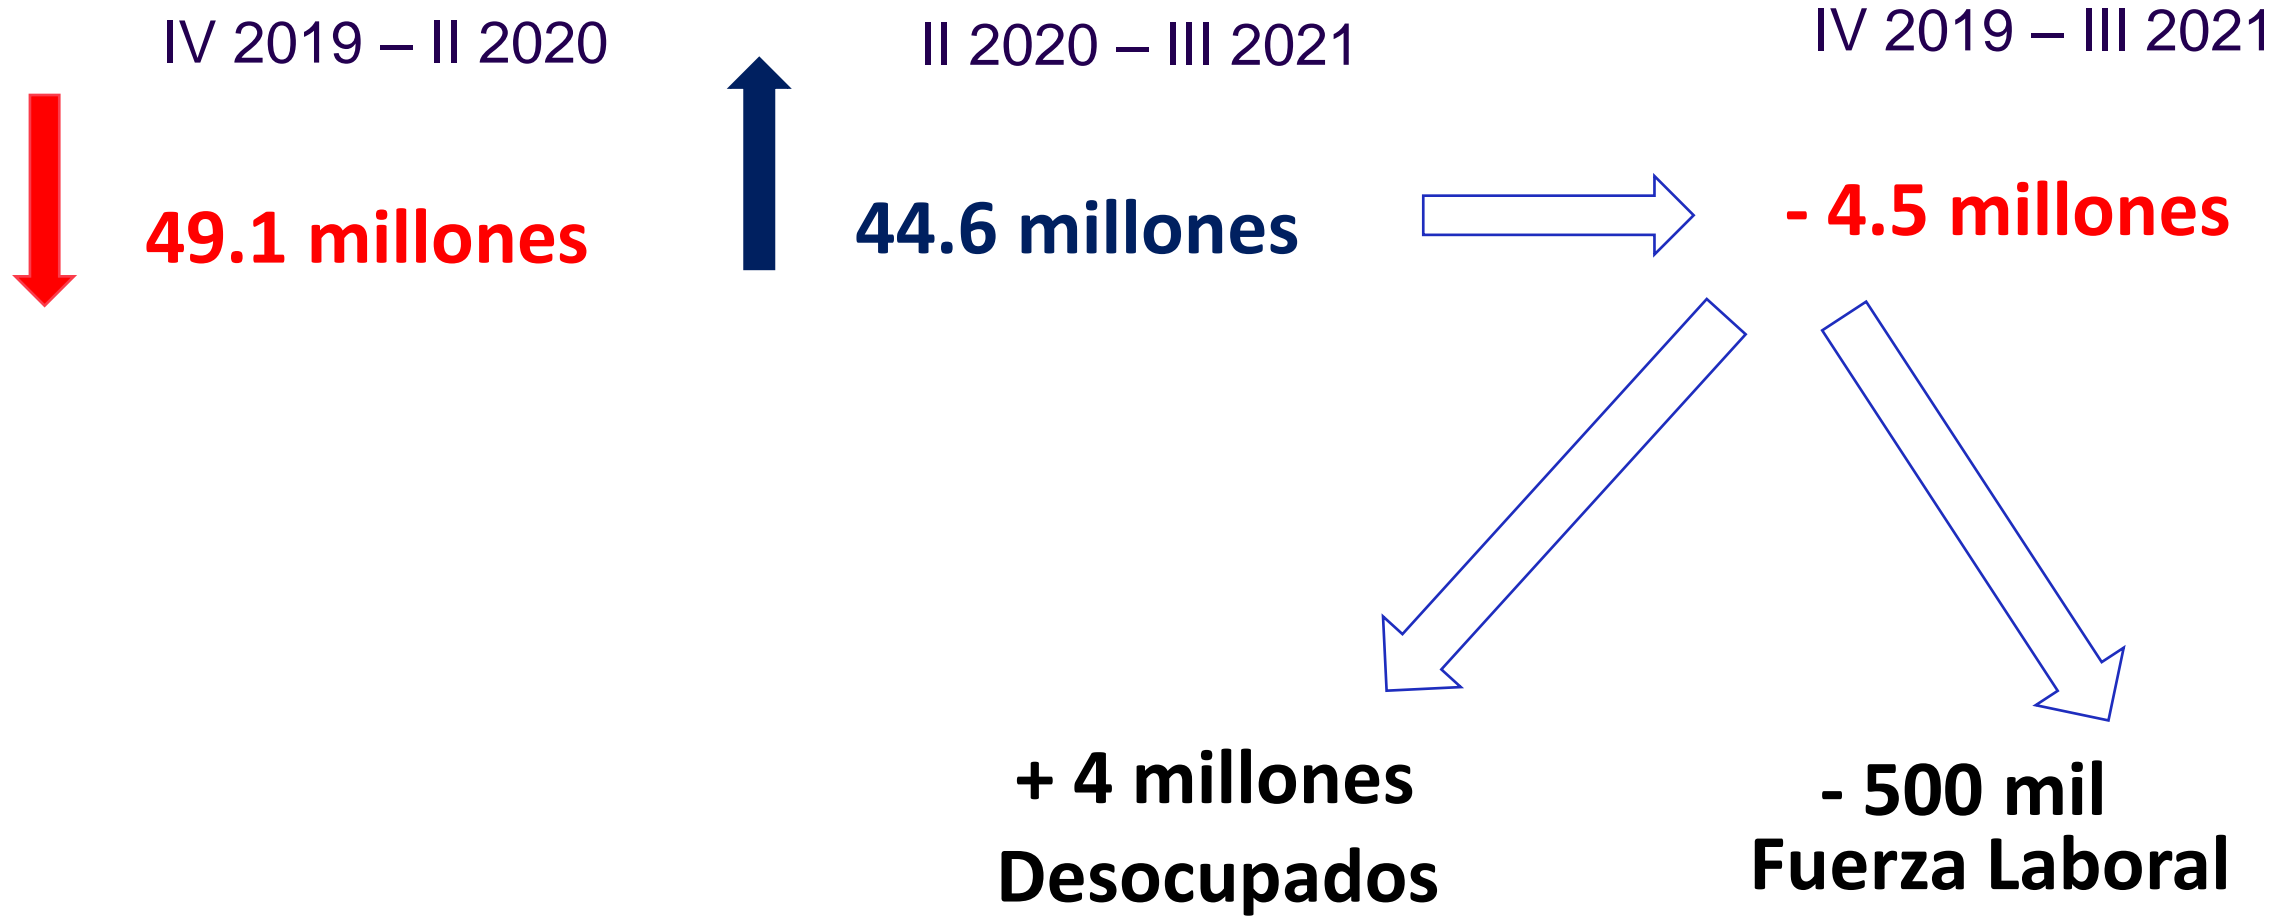 IV 2019 – II 2020
II 2020 – III 2021
IV 2019 – III 2021
49.1 millones
44.6 millones
- 4.5 millones
+ 4 millones
Desocupados
- 500 mil
Fuerza Laboral